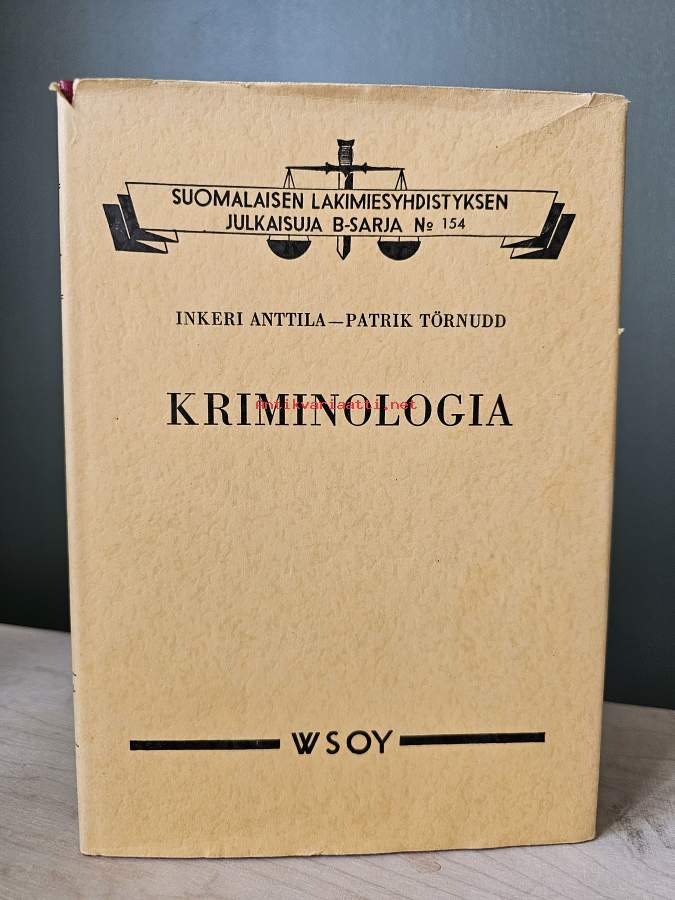 SUOMALAISEN LAKIMIESYHDISTYKSEN
JULKAISUJA B-SARJA No 154
INKERI ANTTILA—PATRIK TÖRNUDD
KRIMINOLOGIA
Antikvariaatti.net
WSOY